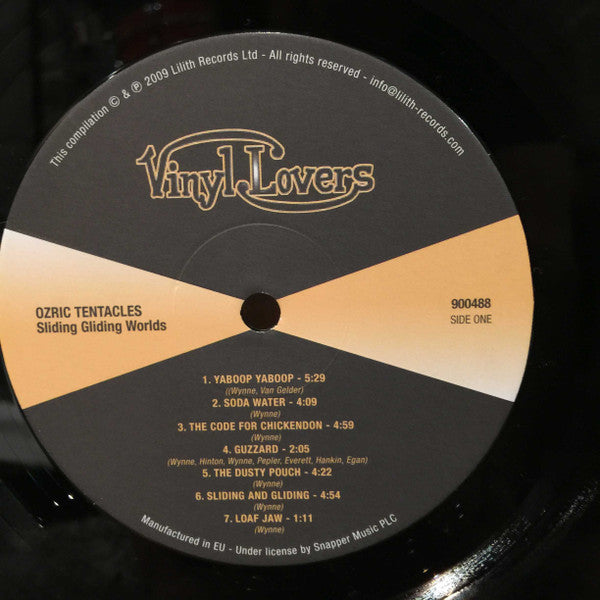 This compilation © & ℗ 2009 Lilith Records Ltd - All rights reserved - info@lilith-records.com
Vinyl Lovers
OZRIC TENTACLES
Sliding Gliding Worlds
900488
SIDE ONE
1. YABOOP YABOOP - 5:29
((Wynne, Van Gelder)
2. SODA WATER - 4:09
(Wynne)
3. THE CODE FOR CHICKENDON - 4:59
(Wynne)
4. GUZZARD - 2:05
(Wynne, Hinton, Wynne, Pepler, Everett, Hankin, Egan)
5. THE DUSTY POUCH - 4:22
(Wynne)
6. SLIDING AND GLIDING - 4:54
(Wynne)
7. LOAF JAW - 1:11
(Wynne)
Manufactured in EU - Under license by Snapper Music PLC